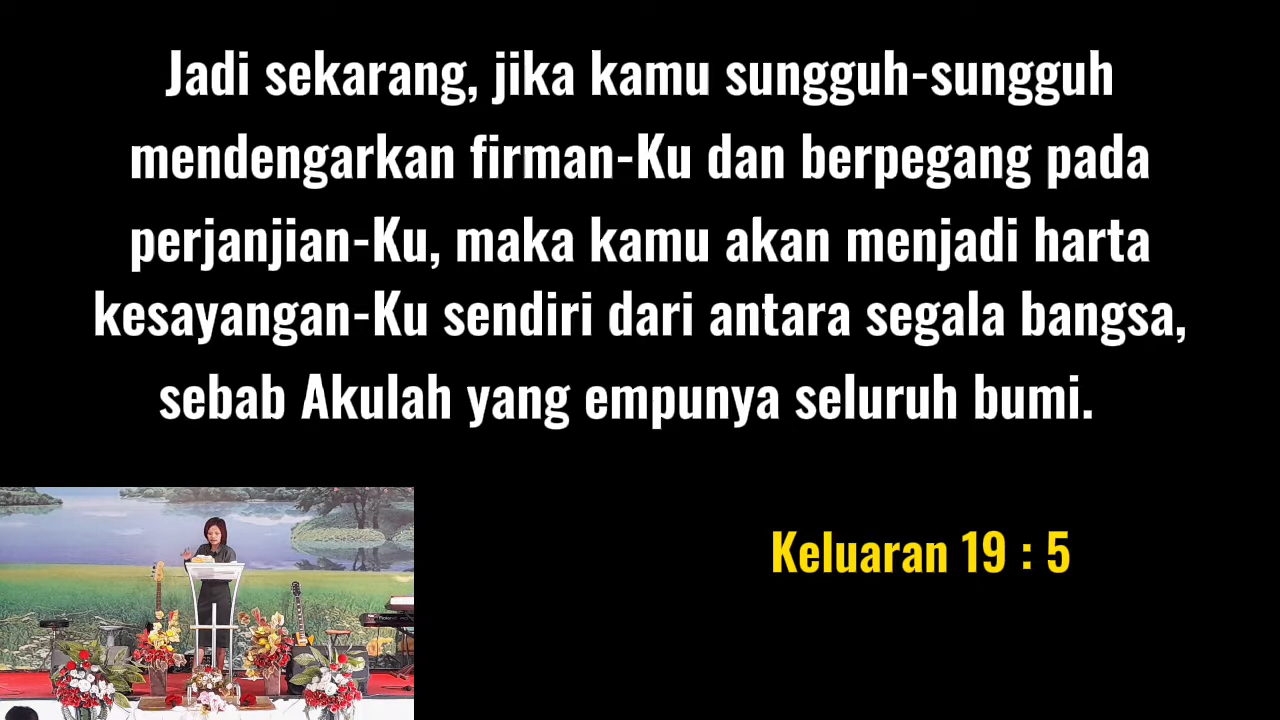 Jadi sekarang, jika kamu sungguh-sungguh
mendengarkan firman-Ku dan berpegang pada
perjanjian-Ku, maka kamu akan menjadi harta
kesayangan-Ku sendiri dari antara segala bangsa,
sebab Akulah yang empunya seluruh bumi.
Keluaran 19 : 5